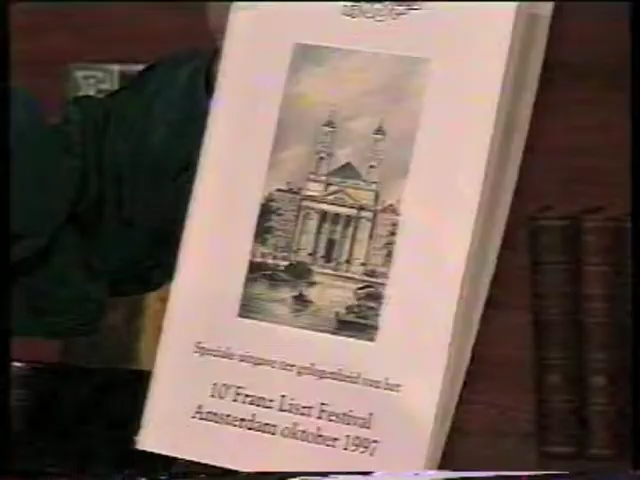 Speciale uitgave ter gelegenheid van het
10e Franz Liszt Festival
Amsterdam oktober 1997